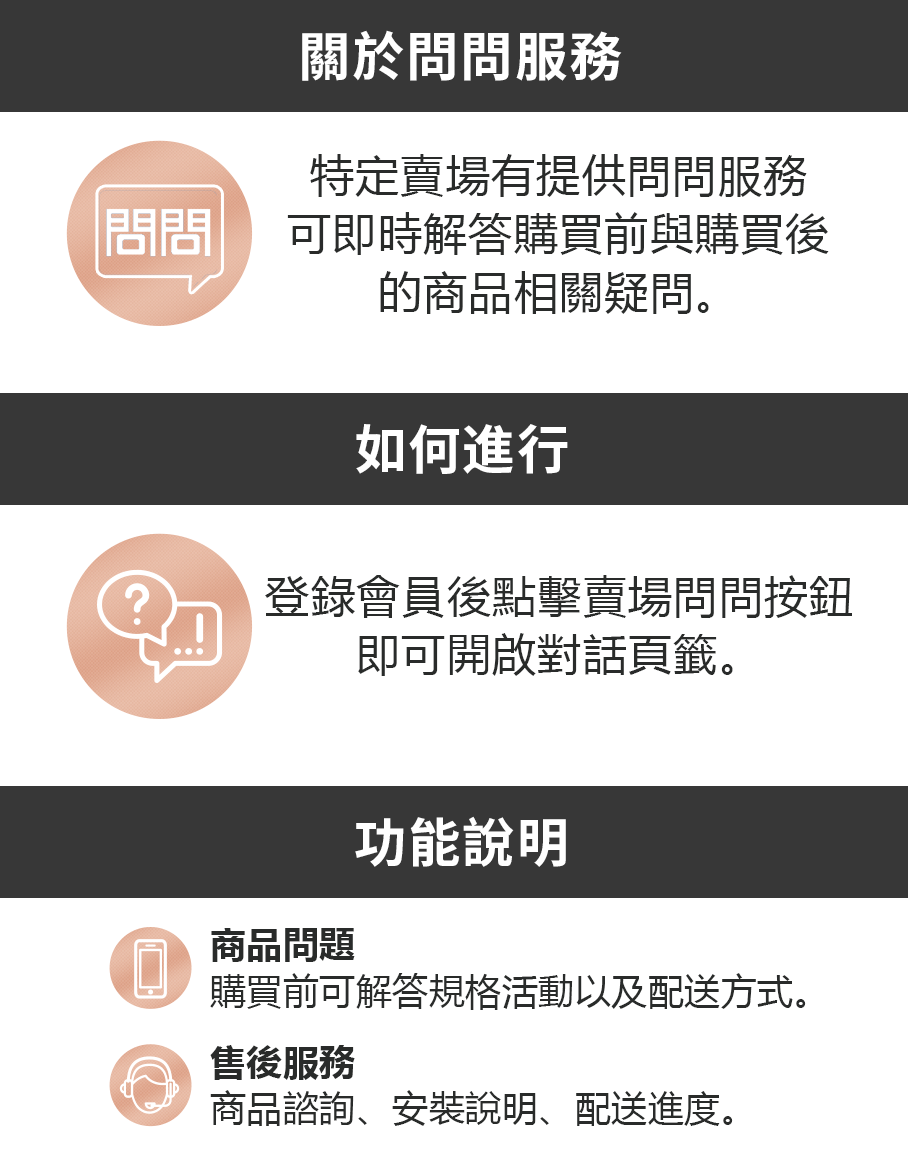 關於問問服務
問問
特定賣場有提供問問服務
可即時解答購買前與購買後
的商品相關疑問。
如何進行
?
!
...
登錄會員後點擊賣場問問按鈕
即可開啟對話頁籤。
功能說明
商品問題
購買前可解答規格活動以及配送方式。
售後服務
商品諮詢、安裝說明、配送進度。